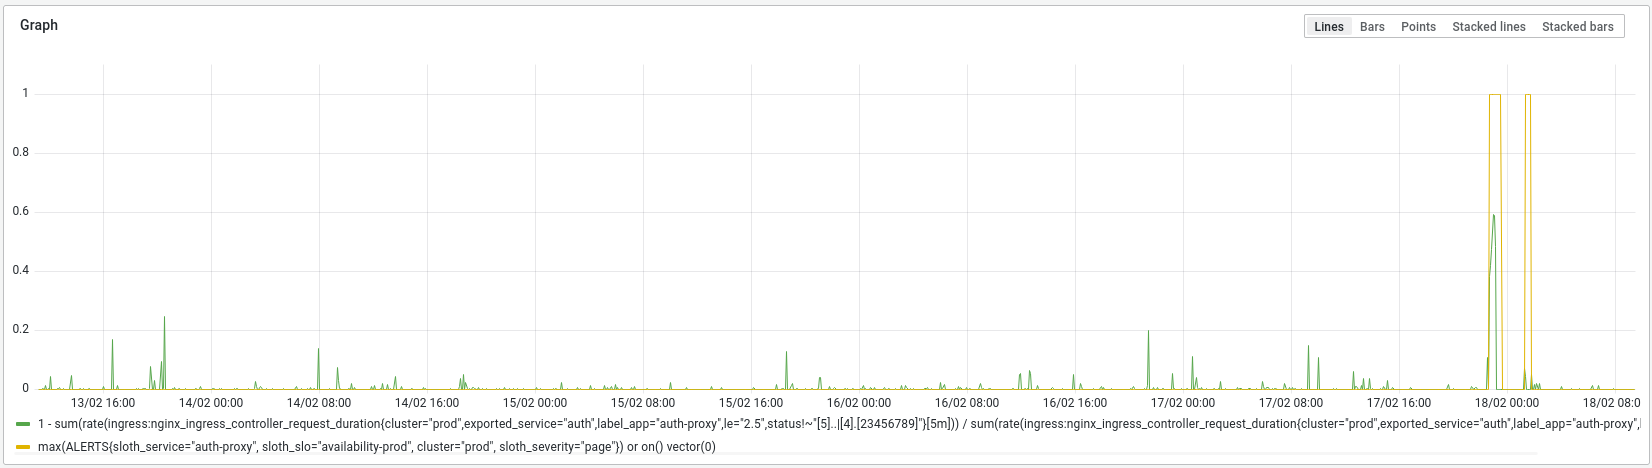 Graph
Lines Bars Points Stacked lines Stacked bars
1
0.8
0.6
0.4
0.2
0
13/02 16:00 14/02 00:00 14/02 08:00 14/02 16:00 15/02 00:00 15/02 08:00 15/02 16:00 16/02 00:00 16/02 08:00 16/02 16:00 17/02 00:00 17/02 08:00 17/02 16:00 18/02 00:00 18/02 08:0
1 - sum(rate(ingress:nginx_ingress_controller_request_duration{cluster="prod",exported_service="auth",label_app="auth-proxy",le="2.5",status!~"[5]..|[4].[23456789]"}[5m])) / sum(rate(ingress:nginx_ingress_controller_request_duration{cluster="prod",exported_service="auth",label_app="auth-proxy",
max(ALERTS{sloth_service="auth-proxy", sloth_slo="availability-prod", cluster="prod", sloth_severity="page"}) or on() vector(0)